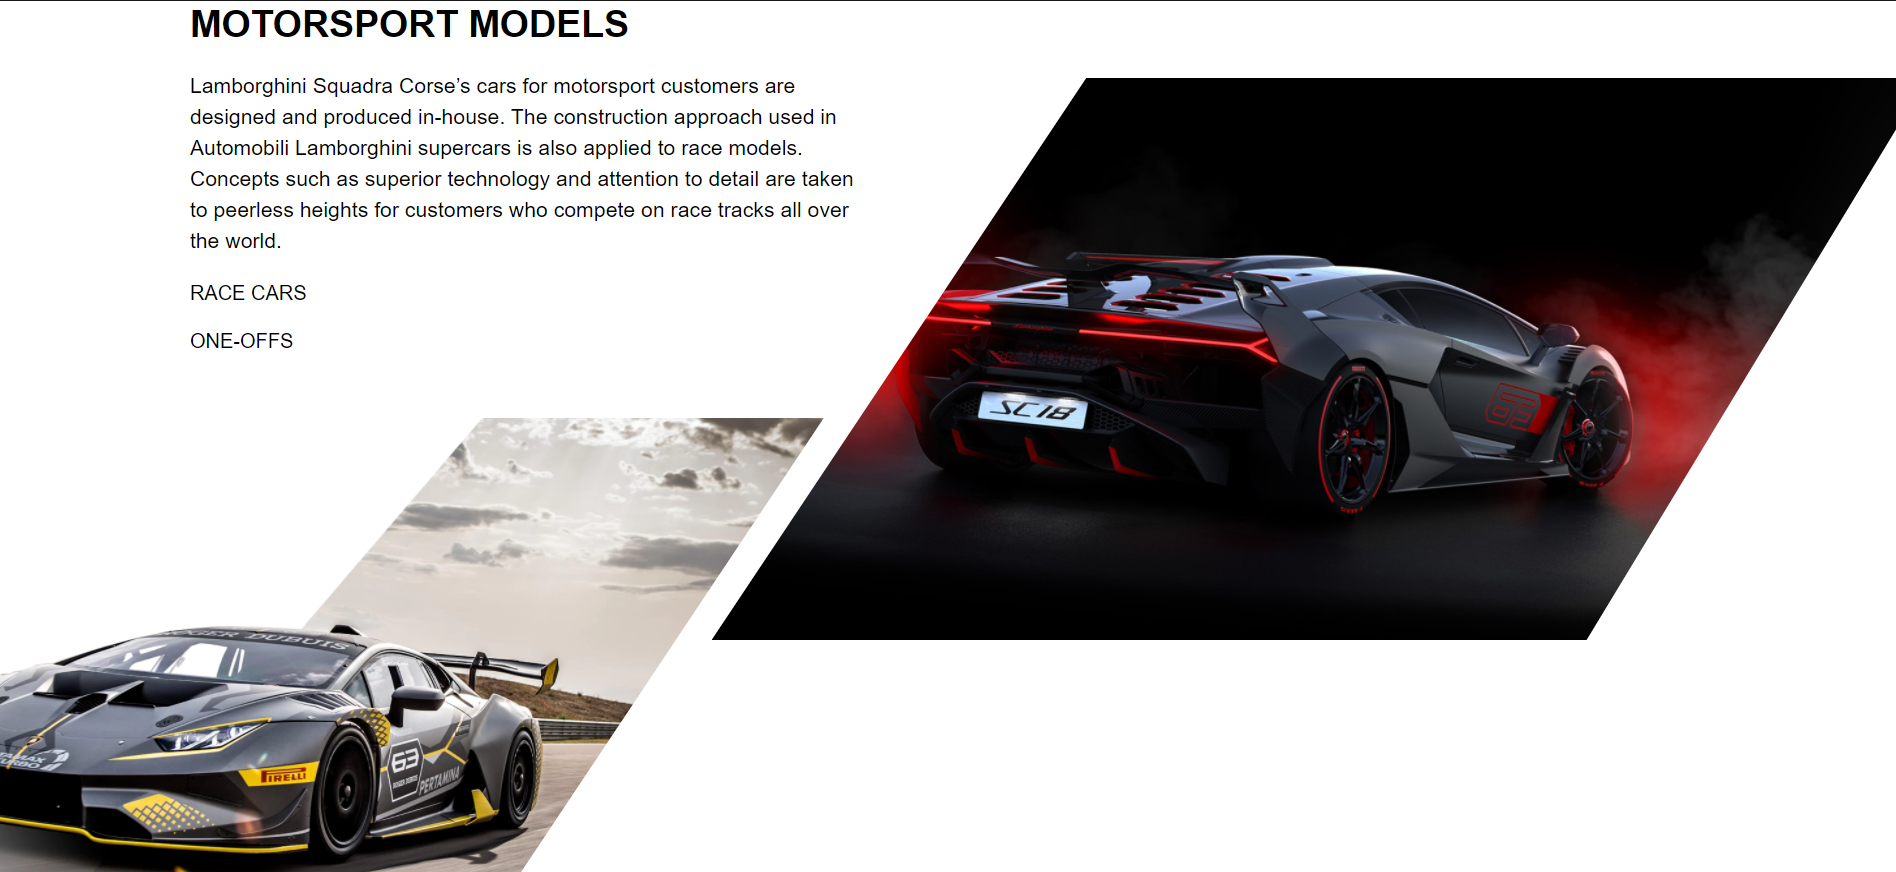 MOTORSPORT MODELS
Lamborghini Squadra Corse’s cars for motorsport customers are
designed and produced in-house. The construction approach used in
Automobili Lamborghini supercars is also applied to race models.
Concepts such as superior technology and attention to detail are taken
to peerless heights for customers who compete on race tracks all over
the world.
RACE CARS
ONE-OFFS
SC18
63
ROGER DUBUIS
PIRELLI
63
ROGER DUBUIS
PERTAMINA